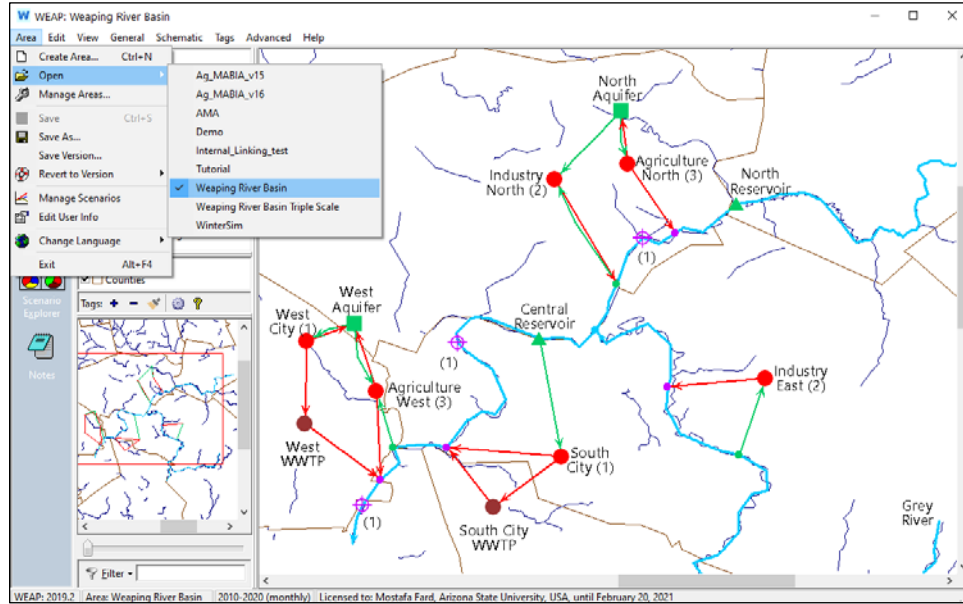 WEAP: Weaping River Basin
Area Edit View General Schematic Tags Advanced Help
Create Area... Ctrl+N
Open
Manage Areas...
Save Ctrl+S
Save As...
Save Version...
Revert to Version
Manage Scenarios
Edit User Info
Change Language
Exit Alt+F4
Ag_MABIA_v15
Ag_MABIA_v16
AMA
Demo
Internal_Linking_test
Tutorial
Weaping River Basin
Weaping River Basin Triple Scale
WinterSim
Counties
Scenario
Explorer
Tags:
Notes
Filter
North
Aquifer
Industry
North (2)
Agriculture
North (3)
North
Reservoir
(1)
West
Aquifer
West
City (1)
Central
Reservoir
(1)
Agriculture
West (3)
Industry
East (2)
West
WWTP
South
City (1)
(1)
South City
WWTP
Grey
River
WEAP: 2019.2 Area: Weaping River Basin 2010-2020 (monthly) Licensed to: Mostafa Fard, Arizona State University, USA, until February 20, 2021